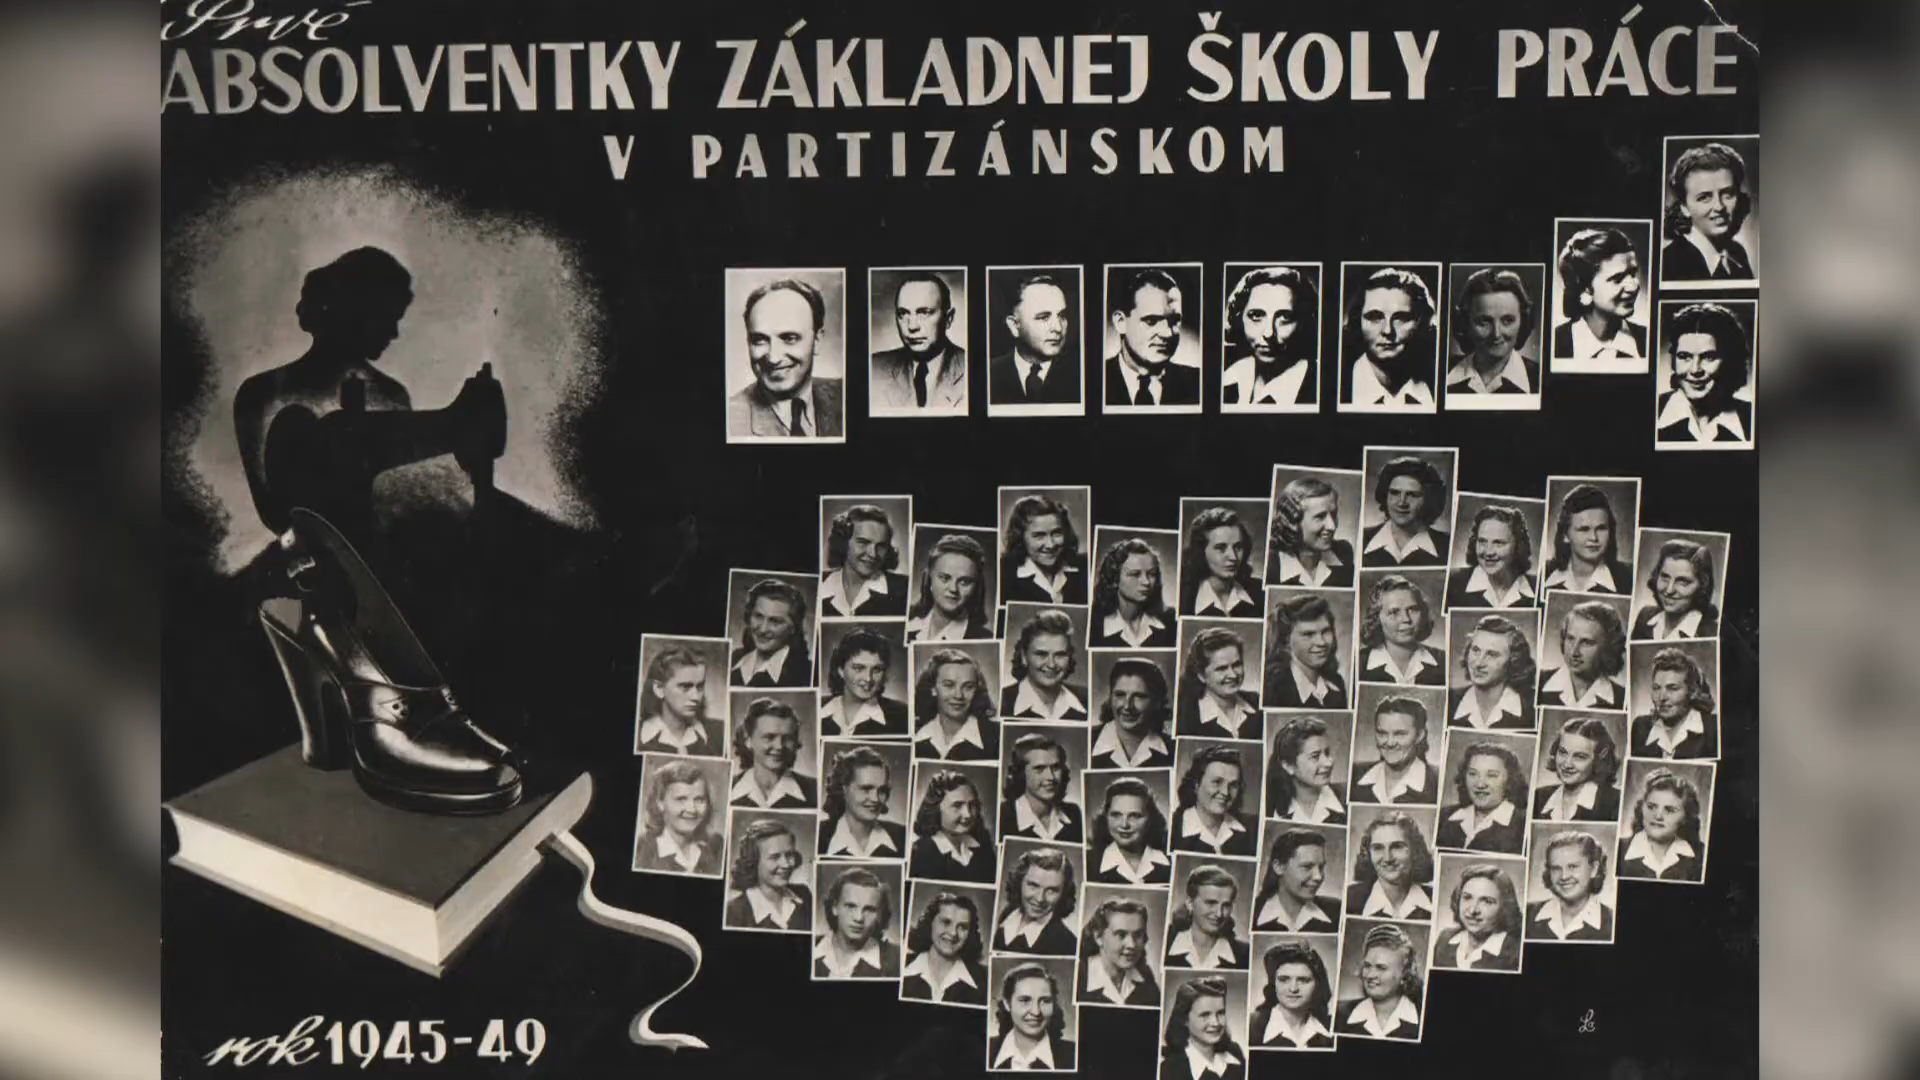 Prvé
ABSOLVENTKY ZÁKLADNEJ ŠKOLY PRÁCE
V PARTIZÁNSKOM
rok 1945-49